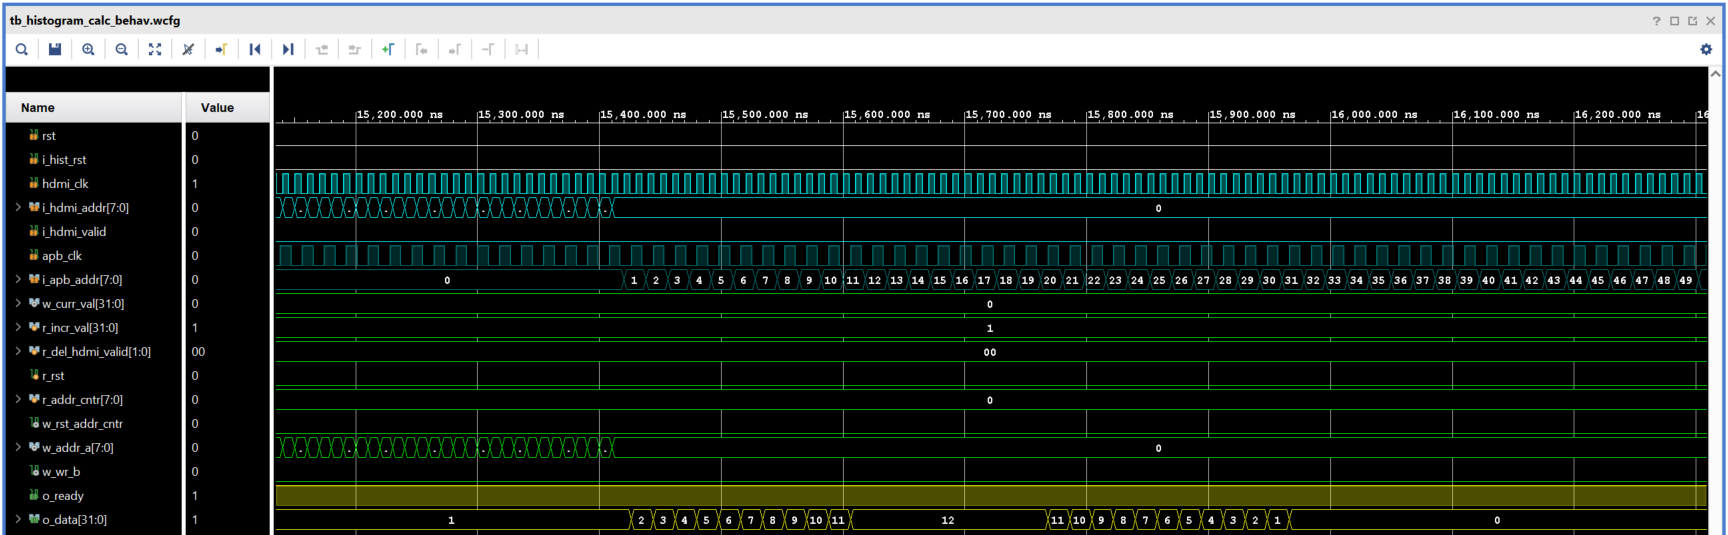 tb_histogram_calc_behav.wcfg
Name Value
15,200.000 ns 15,300.000 ns 15,400.000 ns 15,500.000 ns 15,600.000 ns 15,700.000 ns 15,800.000 ns 15,900.000 ns 16,000.000 ns 16,100.000 ns 16,200.000 ns 16
rst 0
i_hist_rst 0
hdmi_clk 1
i_hdmi_addr[7:0] 0 0
i_hdmi_valid 0
apb_clk 0
i_apb_addr[7:0] 0 0 1 2 3 4 5 6 7 8 9 10 11 12 13 14 15 16 17 18 19 20 21 22 23 24 25 26 27 28 29 30 31 32 33 34 35 36 37 38 39 40 41 42 43 44 45 46 47 48 49
w_curr_val[31:0] 0 0
r_incr_val[31:0] 1 1
r_del_hdmi_valid[1:0] 00 00
r_rst 0
r_addr_cntr[7:0] 0 0
w_rst_addr_cntr 0
w_addr_a[7:0] 0 0
w_wr_b 0
o_ready 1
o_data[31:0] 1 1 2 3 4 5 6 7 8 9 10 11 12 11 10 9 8 7 6 5 4 3 2 1 0